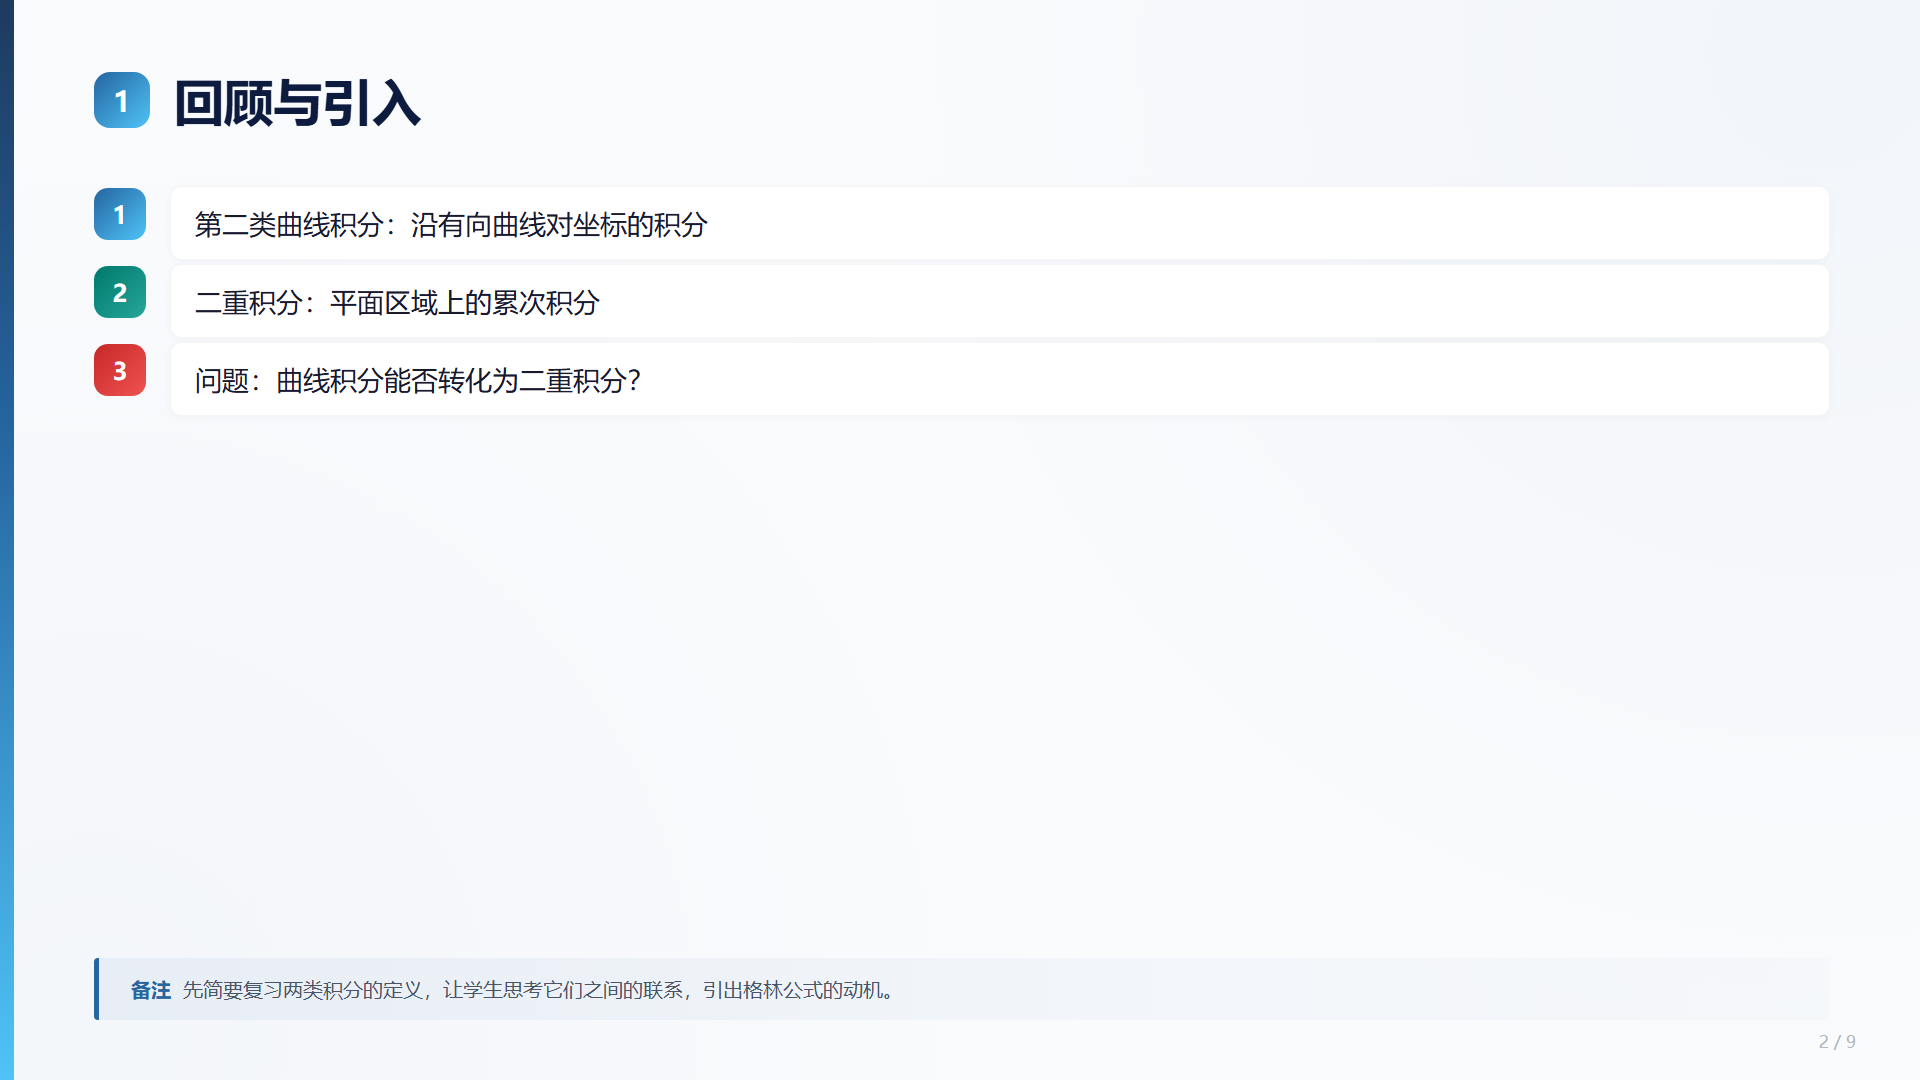 1 回顾与引入
1 第二类曲线积分：沿有向曲线对坐标的积分
2 二重积分：平面区域上的累次积分
3 问题：曲线积分能否转化为二重积分？
备注 先简要复习两类积分的定义，让学生思考它们之间的联系，引出格林公式的动机。
2 / 9